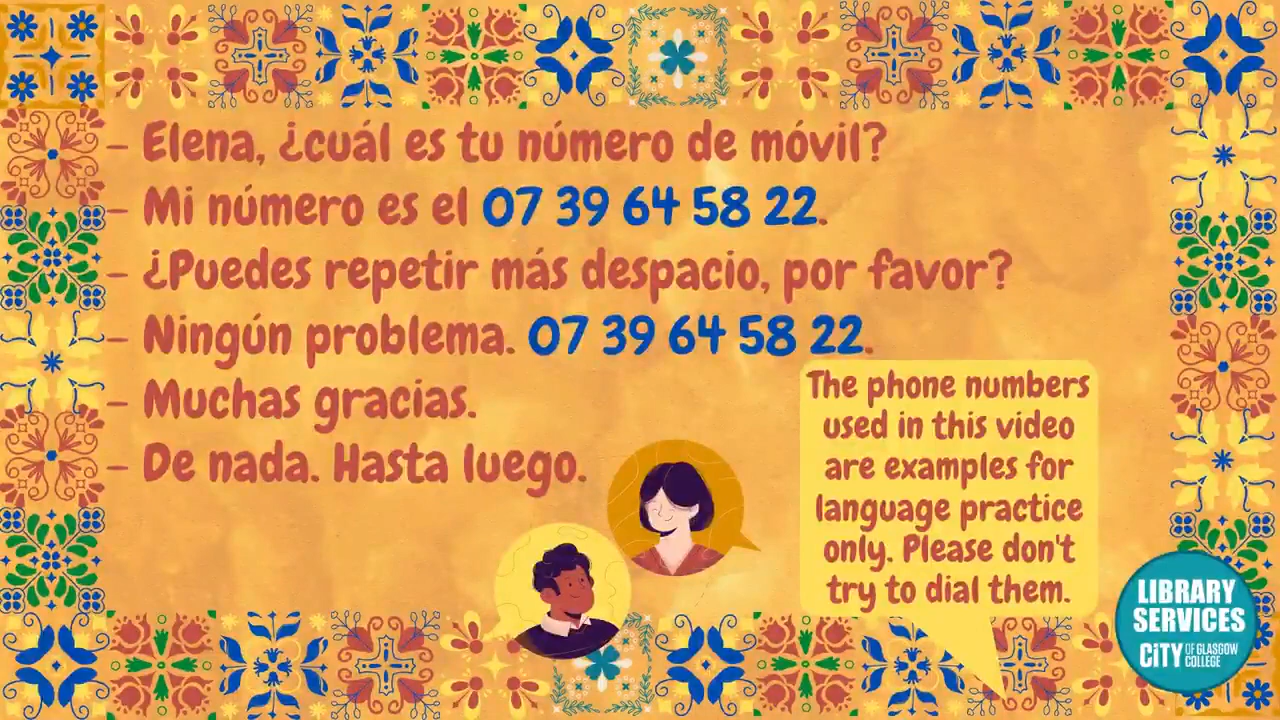 – Elena, ¿cuál es tu número de móvil?
– Mi número es el 07 39 64 58 22.
– ¿Puedes repetir más despacio, por favor?
– Ningún problema. 07 39 64 58 22.
– Muchas gracias.
– De nada. Hasta luego.
The phone numbers
used in this video
are examples for
language practice
only. Please don't
try to dial them.
LIBRARY
SERVICES
CiTY OF GLASGOW
COLLEGE